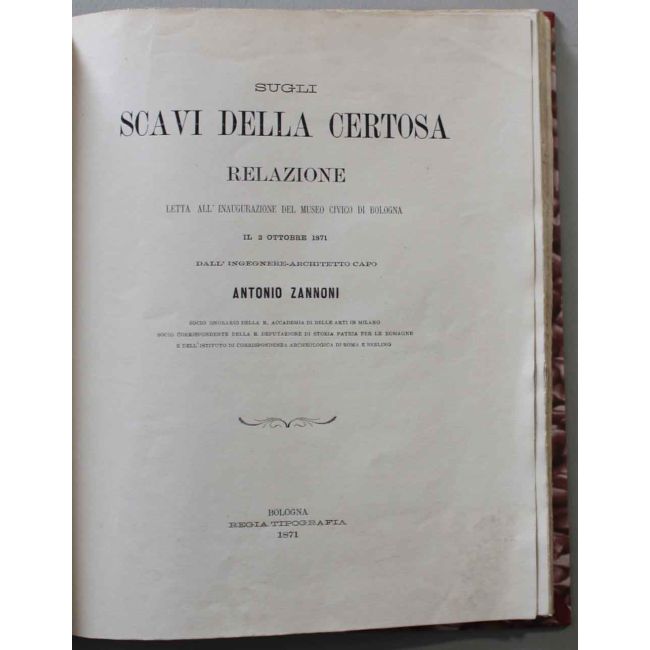 SUGLI
SCAVI DELLA CERTOSA
RELAZIONE
LETTA ALL' INAUGURAZIONE DEL MUSEO CIVICO DI BOLOGNA
IL 2 OTTOBRE 1871
DALL' INGEGNERE-ARCHITETTO CAPO
ANTONIO ZANNONI
SOCIO ONORARIO DELLA R. ACCADEMIA DI BELLE ARTI IN MILANO
SOCIO CORRISPONDENTE DELLA R. DEPUTAZIONE DI STORIA PATRIA PER LE ROMAGNE
E DELL'ISTITUTO DI CORRISPONDENZA ARCHEOLOGICA DI ROMA E BERLINO
BOLOGNA
REGIA TIPOGRAFIA
1871